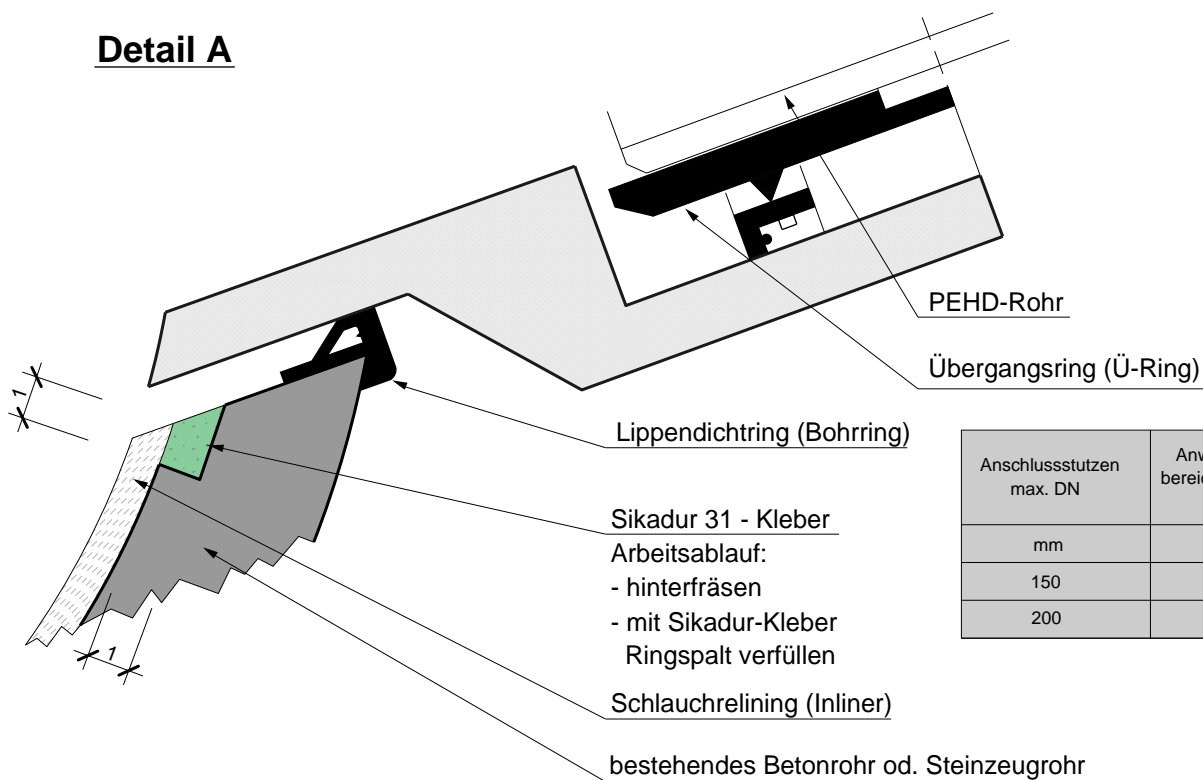 Detail A
PEHD-Rohr
Übergangsring (Ü-Ring)
Lippendichtring (Bohrring)
1
Sikadur 31 - Kleber
Arbeitsablauf:
- hinterfräsen
- mit Sikadur-Kleber
Ringspalt verfüllen
1
Schlauchrelining (Inliner)
bestehendes Betonrohr od. Steinzeugrohr
Anschlussstutzen
max. DN
mm
150
200